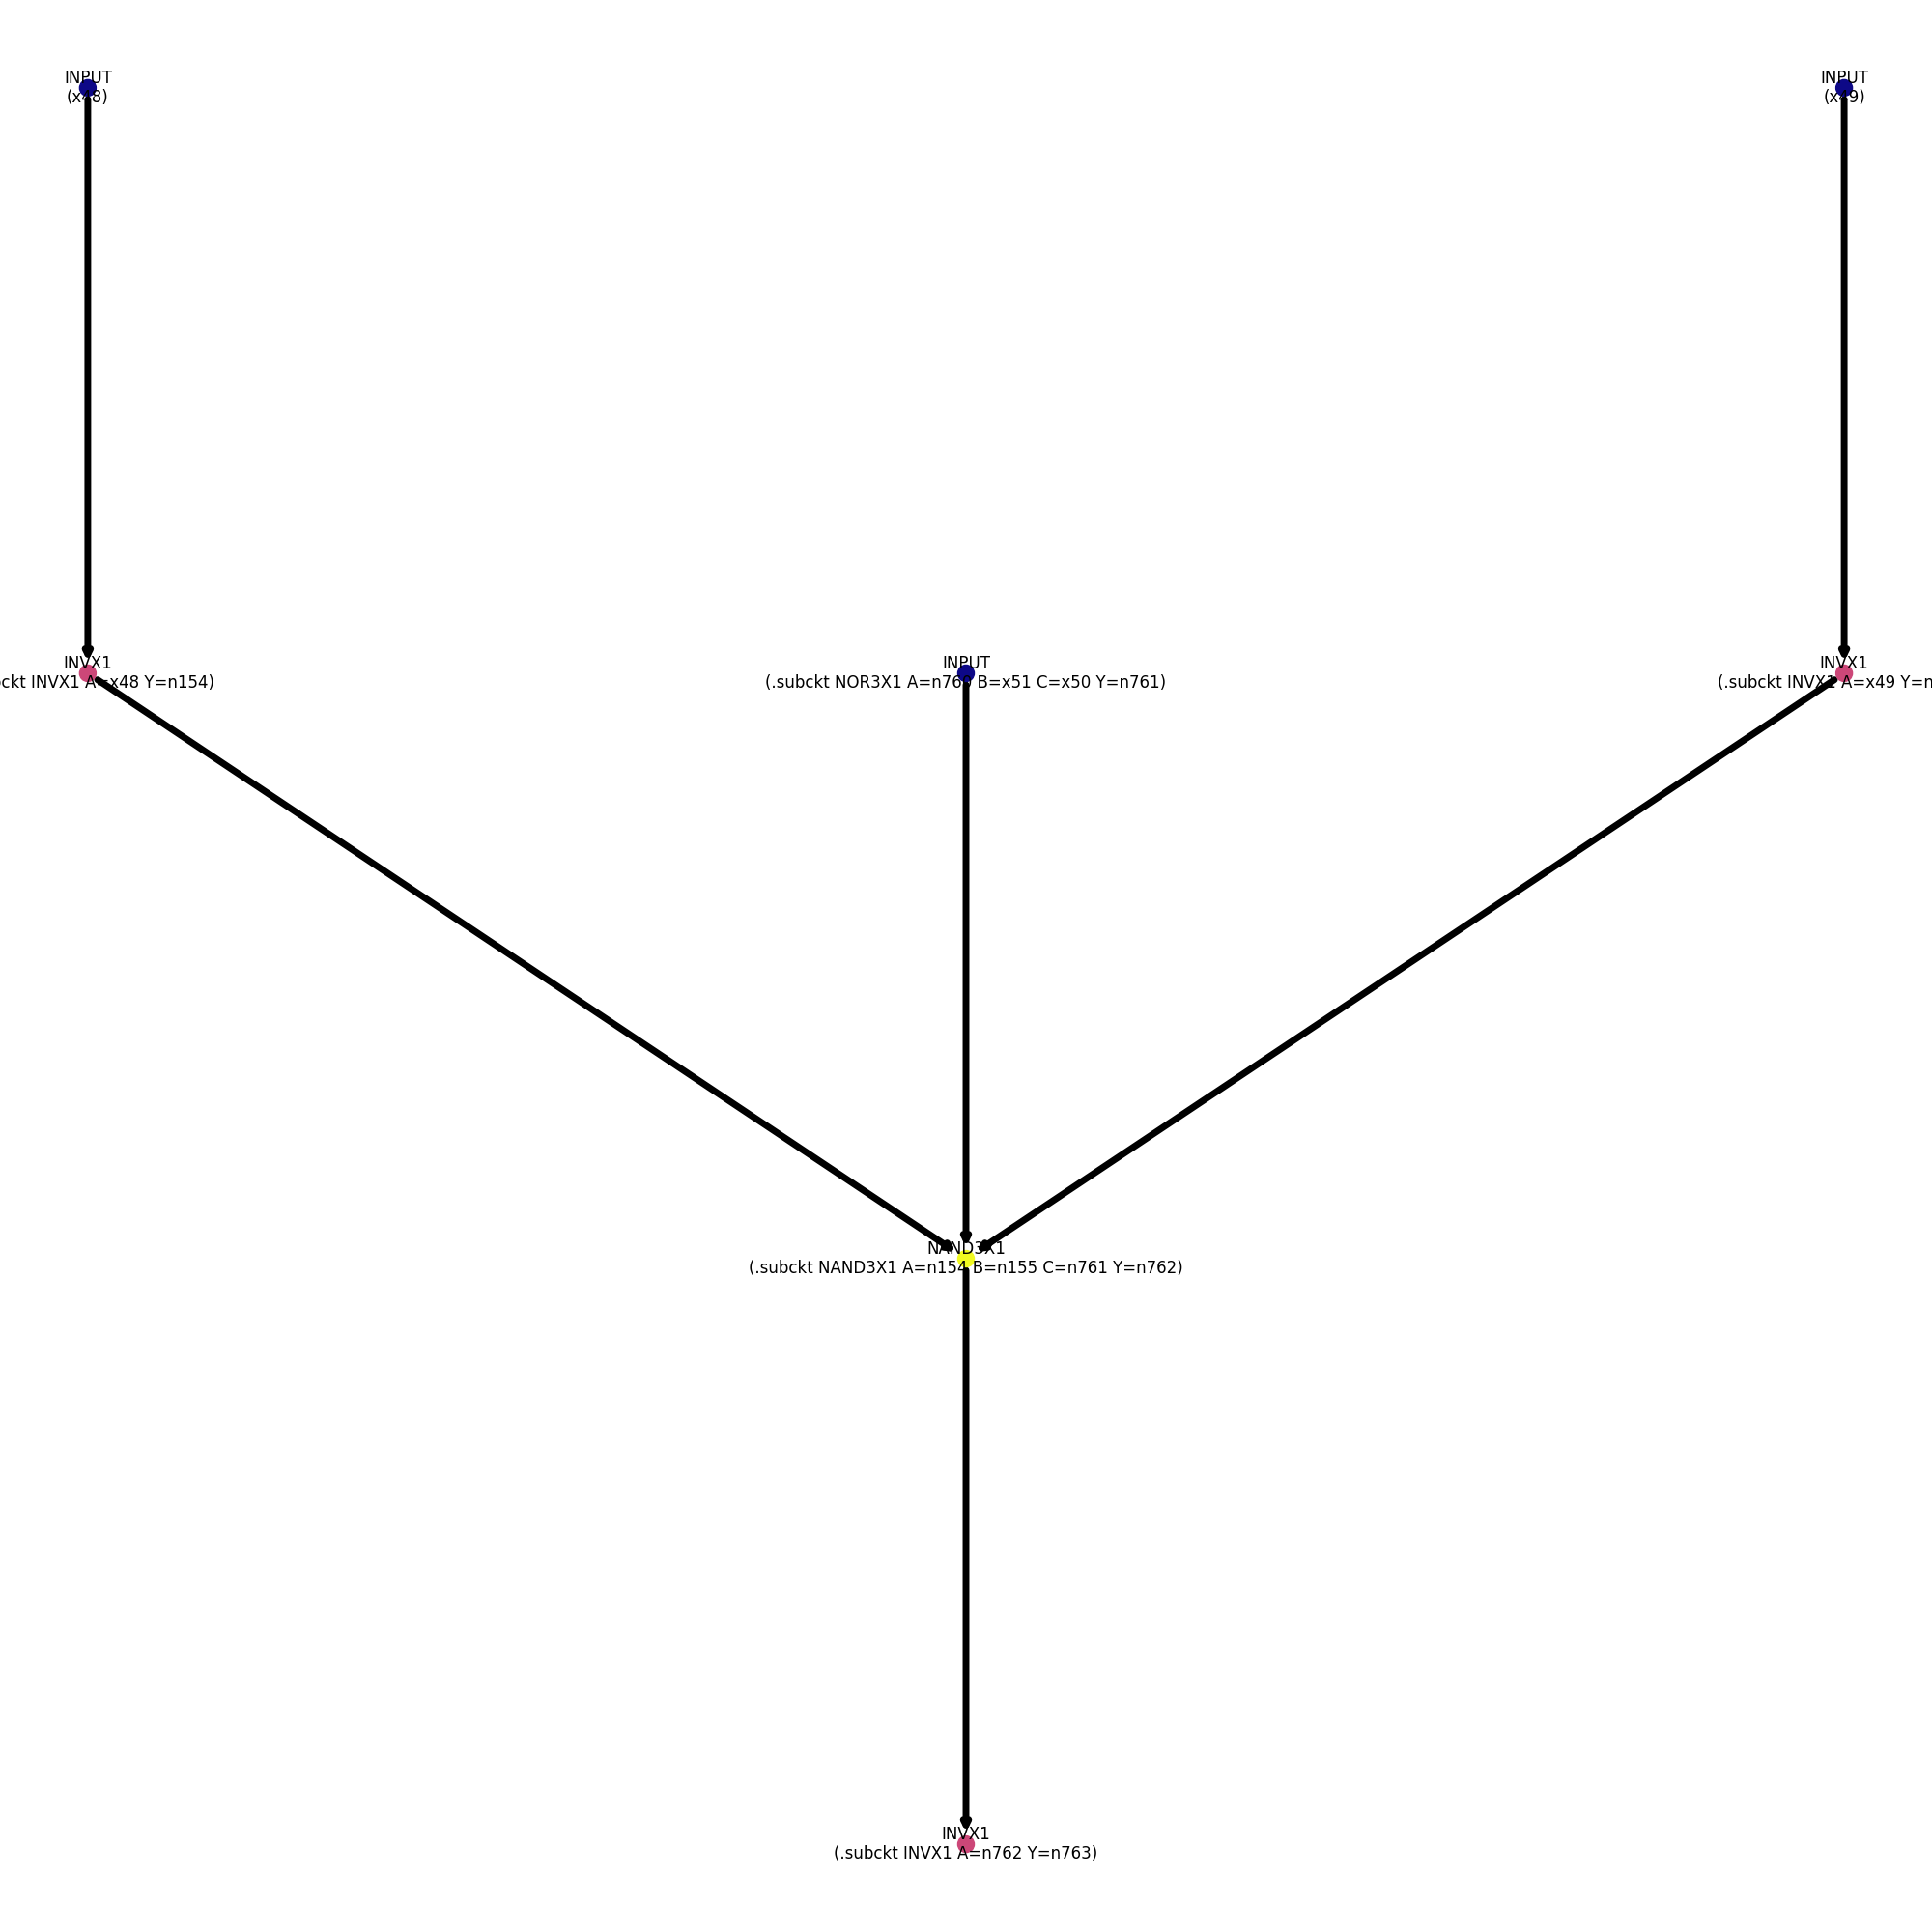 INPUT
(x48)
INPUT
(x49)
INVX1
ckt INVX1 A=x48 Y=n154)
INPUT
(.subckt NOR3X1 A=n760 B=x51 C=x50 Y=n761)
INVX1
(.subckt INVX1 A=x49 Y=n
NAND3X1
(.subckt NAND3X1 A=n154 B=n155 C=n761 Y=n762)
INVX1
(.subckt INVX1 A=n762 Y=n763)